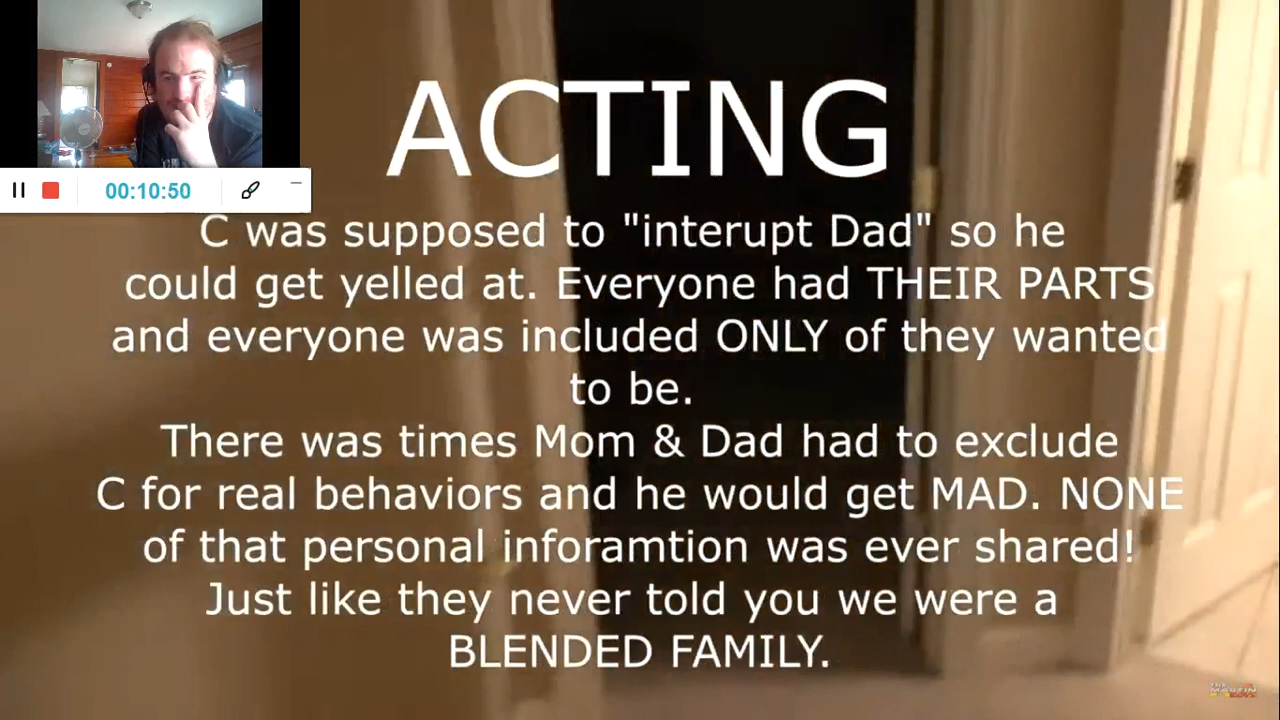 ACTING
00:10:50
C was supposed to "interupt Dad" so he
could get yelled at. Everyone had THEIR PARTS
and everyone was included ONLY of they wanted
to be.
There was times Mom & Dad had to exclude
C for real behaviors and he would get MAD. NONE
of that personal inforamtion was ever shared!
Just like they never told you we were a
BLENDED FAMILY.
MARTIN